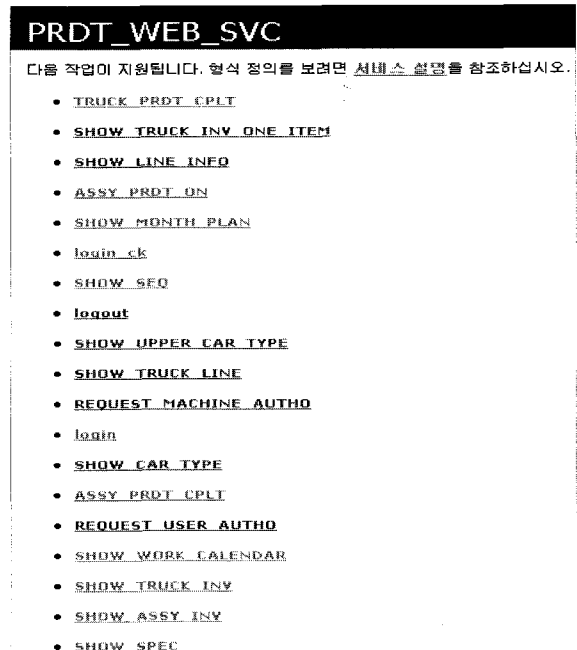 PRDT_WEB_SVC
다음 작업이 지원됩니다. 형식 정의를 보려면 서비스 설명을 참조하십시오.
TRUCK_PRDT_CPLT
SHOW_TRUCK_INV_ONE_ITEM
SHOW_LINE_INFO
ASSY_PRDT_ON
SHOW_MONTH_PLAN
login_ck
SHOW_SEQ
logout
SHOW_UPPER_CAR_TYPE
SHOW_TRUCK_LINE
REQUEST_MACHINE_AUTHO
login
SHOW_CAR_TYPE
ASSY_PRDT_CPLT
REQUEST_USER_AUTHO
SHOW_WORK_CALENDAR
SHOW_TRUCK_INV
SHOW_ASSY_INV
SHOW_SPEC